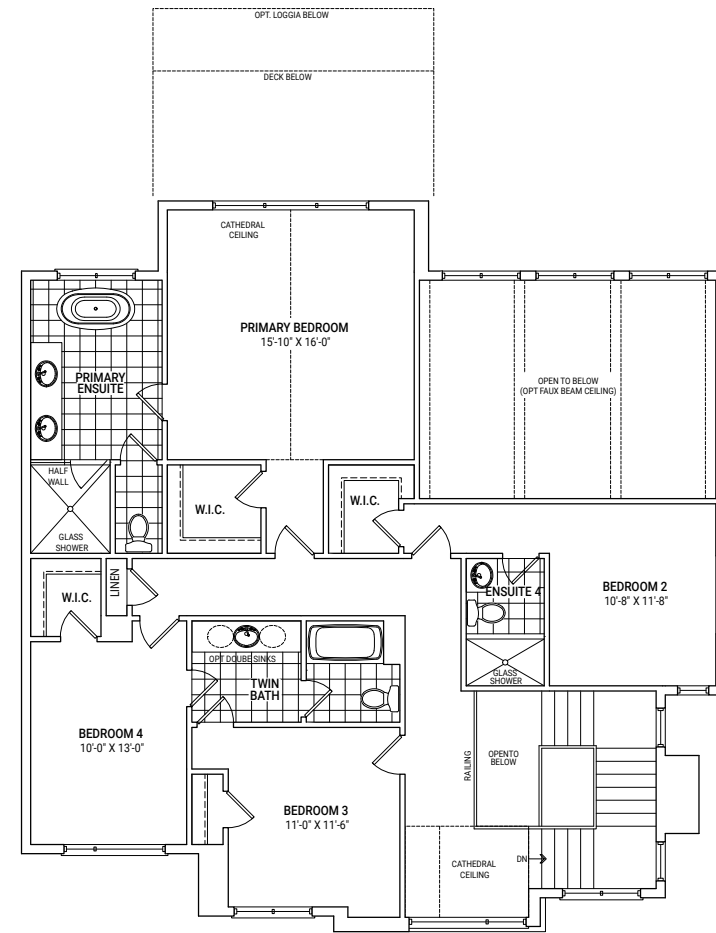 OPT. LOGGIA BELOW
DECK BELOW
CATHEDRAL
CEILING
PRIMARY BEDROOM
15'-10" X 16'-0"
PRIMARY
ENSUITE
OPEN TO BELOW
(OPT FAUX BEAM CEILING)
HALF
WALL
GLASS
SHOWER
W.I.C.
W.I.C.
W.I.C.
LINEN
ENSUITE 4
GLASS
SHOWER
BEDROOM 2
10'-8" X 11'-8"
OPT DOUBE SINKS
TWIN
BATH
BEDROOM 4
10'-0" X 13'-0"
BEDROOM 3
11'-0" X 11'-6"
RAILING
OPENTO
BELOW
CATHEDRAL
CEILING
DN